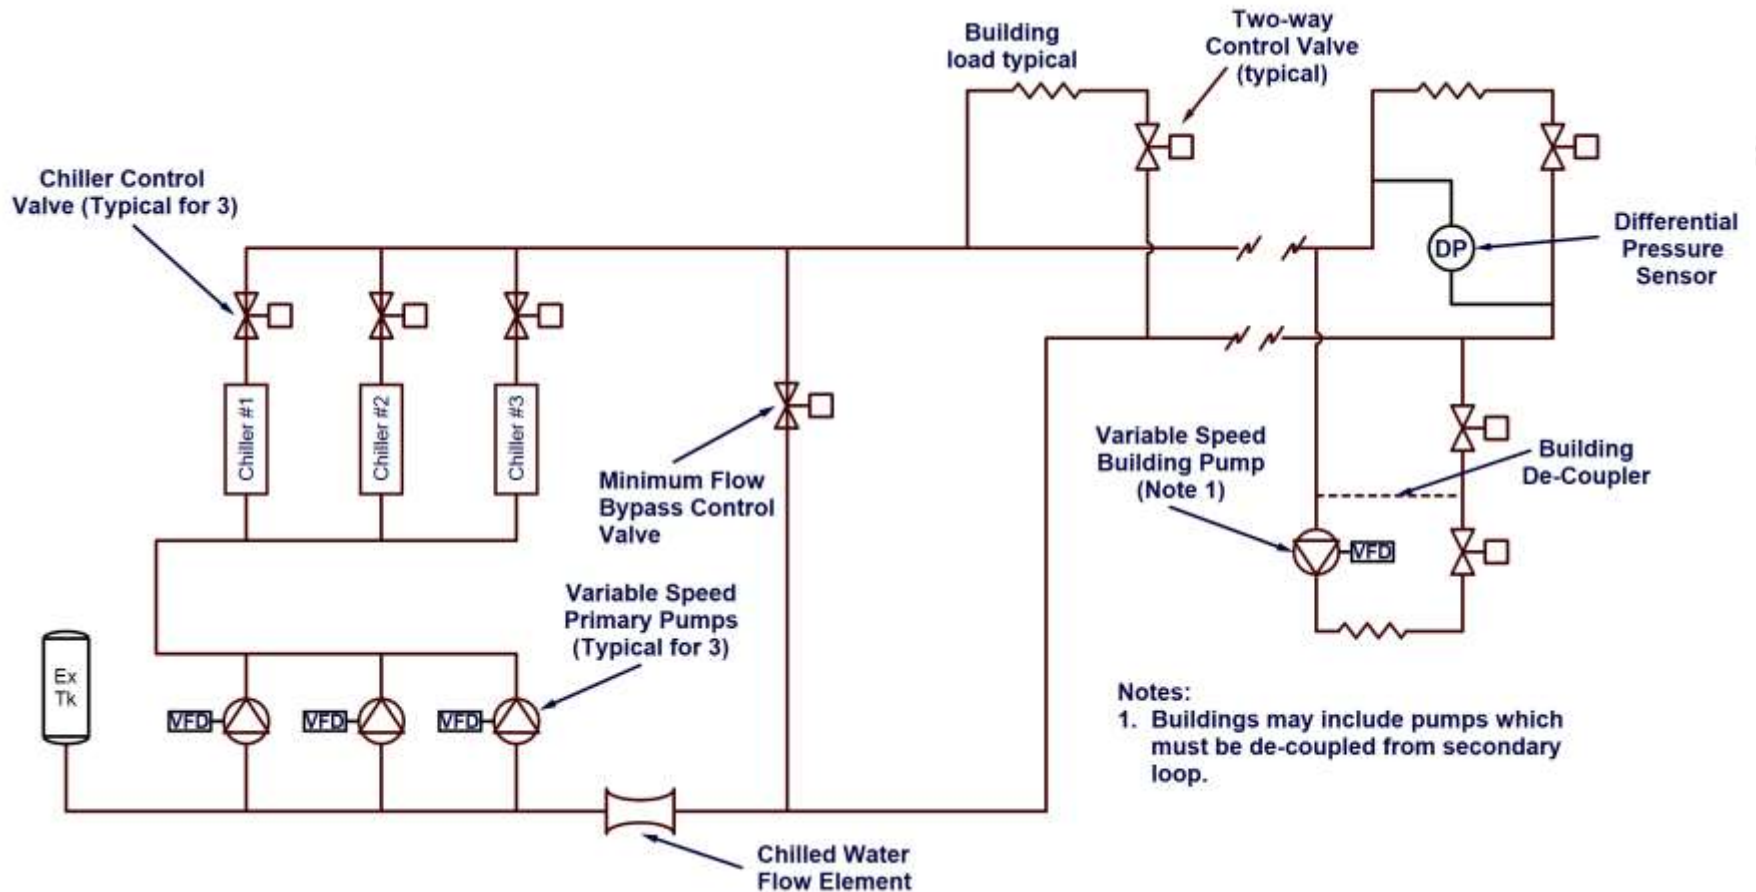 Two-way
Control Valve
(typical)
Building
load typical
Chiller Control
Valve (Typical for 3)
Differential
Pressure
Sensor
DP
Chiller #1
Chiller #2
Chiller #3
Minimum Flow
Bypass Control
Valve
Variable Speed
Building Pump
(Note 1)
Building
De-Coupler
VFD
Variable Speed
Primary Pumps
(Typical for 3)
Ex
Tk
VFD
VFD
VFD
Notes:
1. Buildings may include pumps which
must be de-coupled from secondary
loop.
Chilled Water
Flow Element